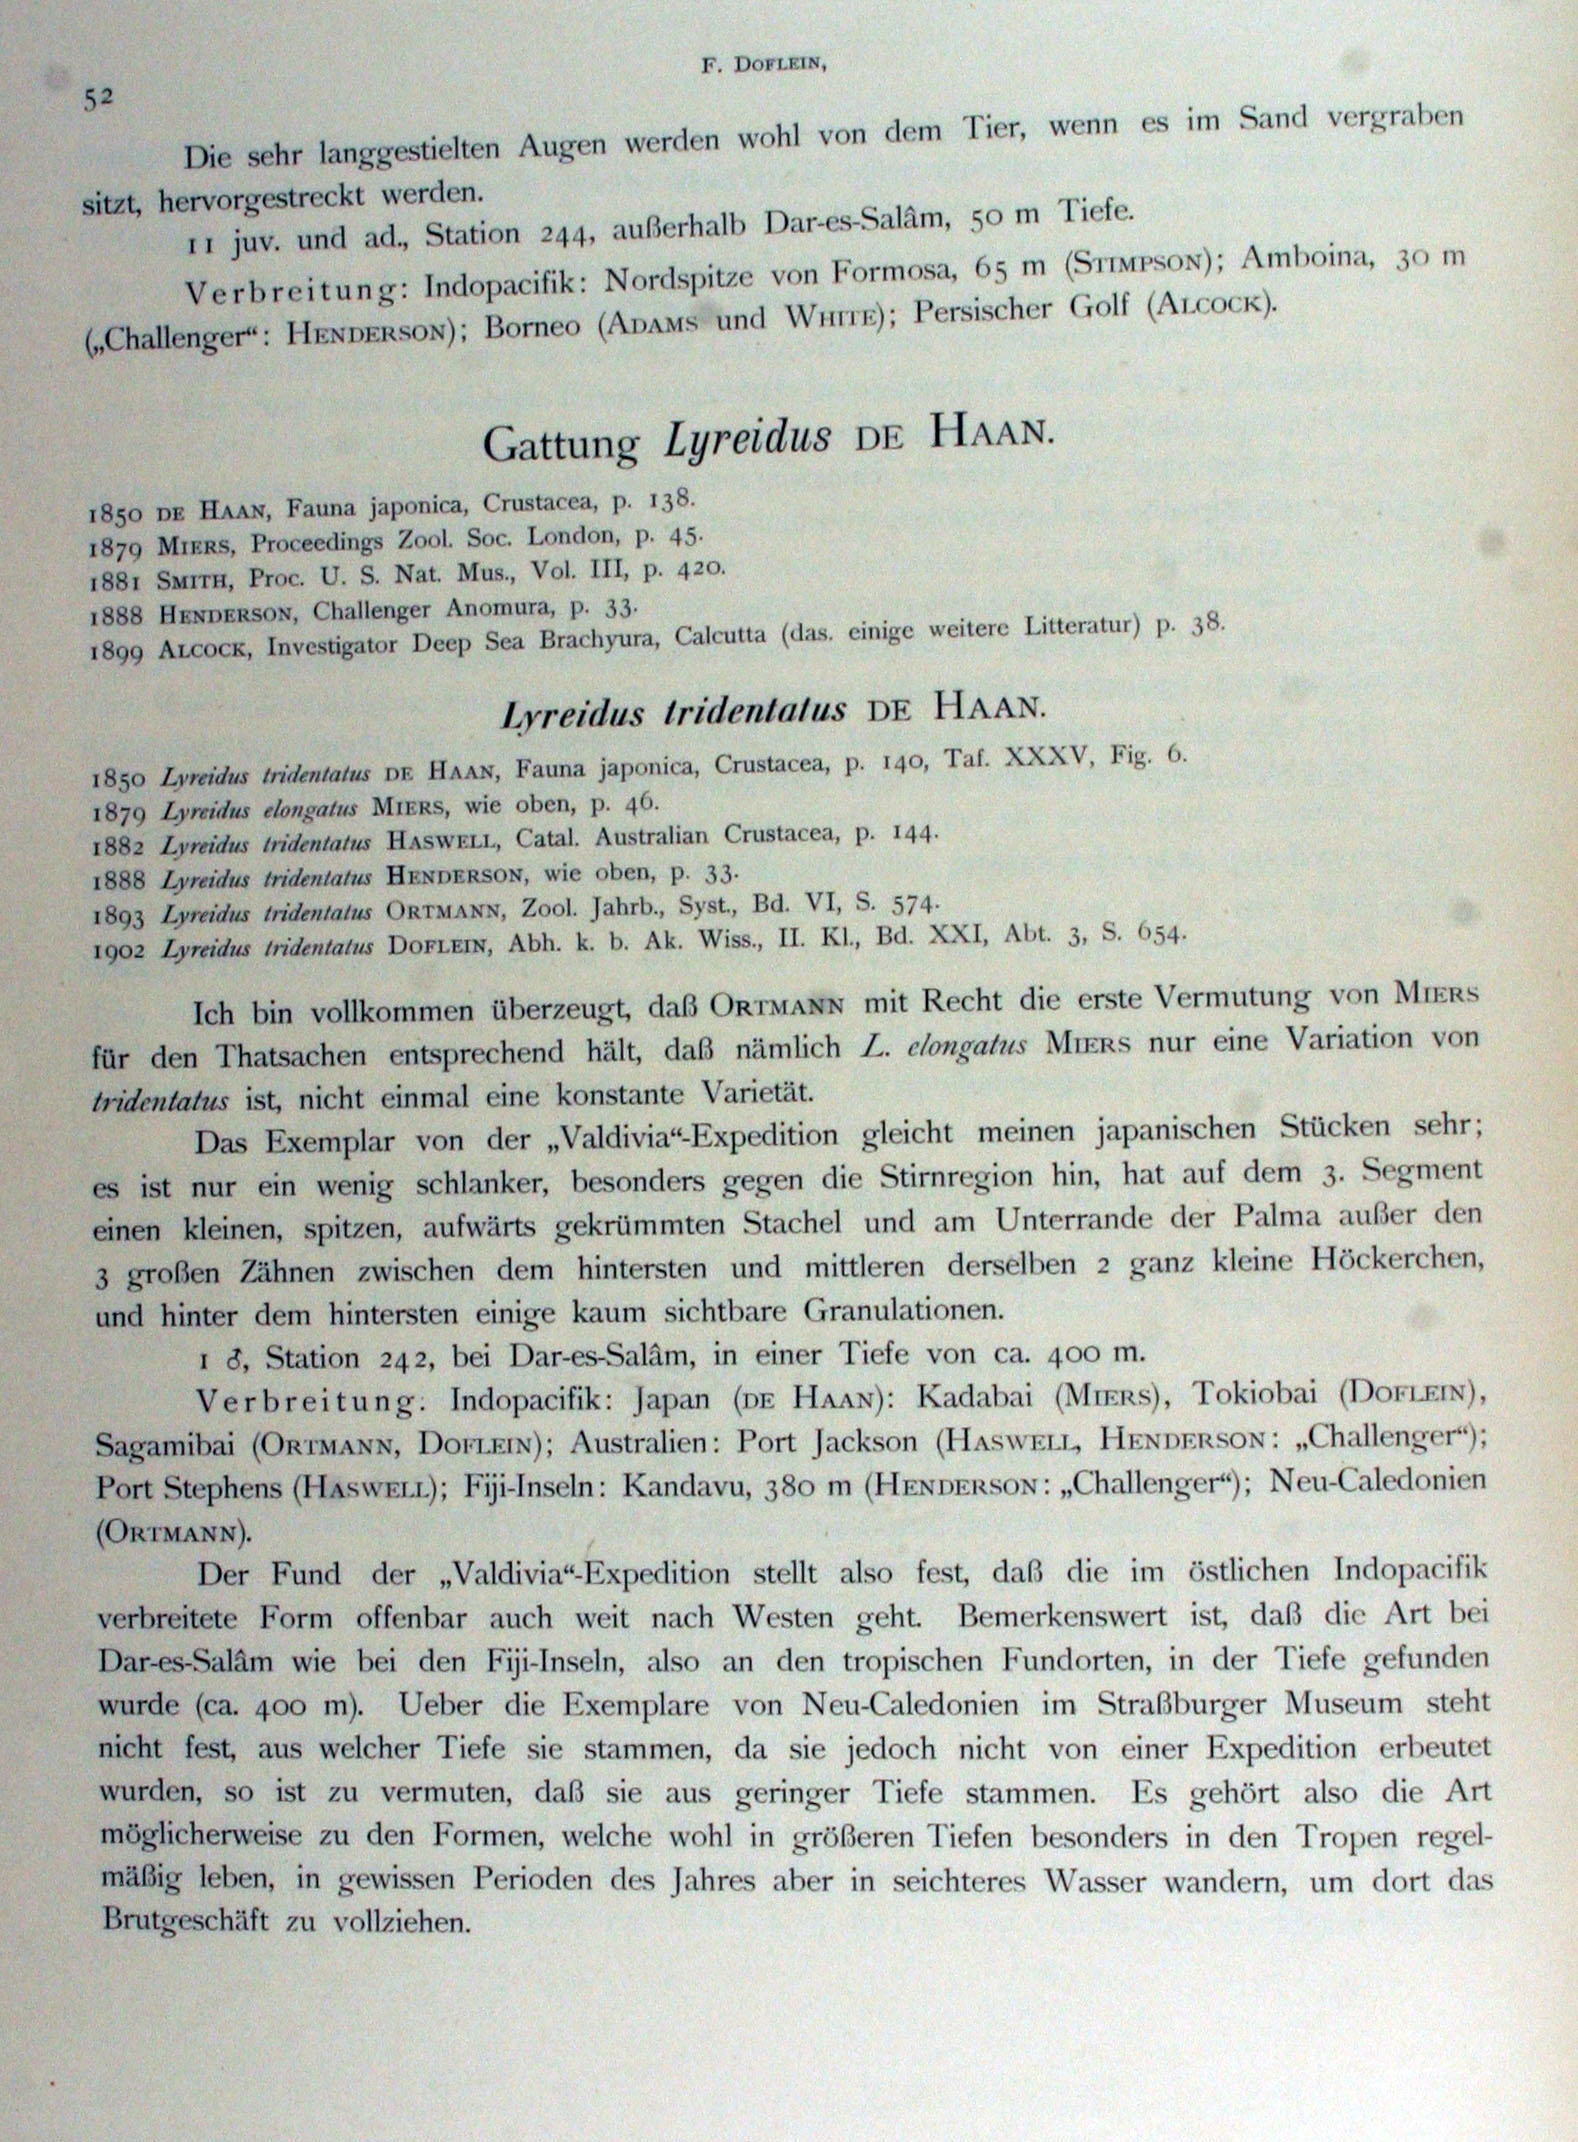 F. Doflein,
52
Die sehr langgestielten Augen werden wohl von dem Tier, wenn es im Sand vergraben
sitzt, hervorgestreckt werden.
11 juv. und ad., Station 244, außerhalb Dar-es-Salâm, 50 m Tiefe.
Verbreitung: Indopacifik: Nordspitze von Formosa, 65 m (Stimpson); Amboina, 30 m
(„Challenger“: Henderson); Borneo (Adams und White); Persischer Golf (Alcock).
Gattung Lyreidus de Haan.
1850 de Haan, Fauna japonica, Crustacea, p. 138.
1879 Miers, Proceedings Zool. Soc. London, p. 45.
1881 Smith, Proc. U. S. Nat. Mus., Vol. III, p. 420.
1888 Henderson, Challenger Anomura, p. 33.
1899 Alcock, Investigator Deep Sea Brachyura, Calcutta (das. einige weitere Litteratur) p. 38.
Lyreidus tridentatus de Haan.
1850 Lyreidus tridentatus de Haan, Fauna japonica, Crustacea, p. 140, Taf. XXXV, Fig. 6.
1879 Lyreidus elongatus Miers, wie oben, p. 46.
1882 Lyreidus tridentatus Haswell, Catal. Australian Crustacea, p. 144.
1888 Lyreidus tridentatus Henderson, wie oben, p. 33.
1893 Lyreidus tridentatus Ortmann, Zool. Jahrb., Syst., Bd. VI, S. 574.
1902 Lyreidus tridentatus Doflein, Abh. k. b. Ak. Wiss., II. Kl., Bd. XXI, Abt. 3, S. 654.
Ich bin vollkommen überzeugt, daß Ortmann mit Recht die erste Vermutung von Miers
für den Thatsachen entsprechend hält, daß nämlich L. elongatus Miers nur eine Variation von
tridentatus ist, nicht einmal eine konstante Varietät.
Das Exemplar von der „Valdivia“-Expedition gleicht meinen japanischen Stücken sehr;
es ist nur ein wenig schlanker, besonders gegen die Stirnregion hin, hat auf dem 3. Segment
einen kleinen, spitzen, aufwärts gekrümmten Stachel und am Unterrande der Palma außer den
3 großen Zähnen zwischen dem hintersten und mittleren derselben 2 ganz kleine Höckerchen,
und hinter dem hintersten einige kaum sichtbare Granulationen.
1 ♂, Station 242, bei Dar-es-Salâm, in einer Tiefe von ca. 400 m.
Verbreitung: Indopacifik: Japan (de Haan): Kadabai (Miers), Tokiobai (Doflein),
Sagamibai (Ortmann, Doflein); Australien: Port Jackson (Haswell, Henderson: „Challenger“);
Port Stephens (Haswell); Fiji-Inseln: Kandavu, 380 m (Henderson: „Challenger“); Neu-Caledonien
(Ortmann).
Der Fund der „Valdivia“-Expedition stellt also fest, daß die im östlichen Indopacifik
verbreitete Form offenbar auch weit nach Westen geht. Bemerkenswert ist, daß die Art bei
Dar-es-Salâm wie bei den Fiji-Inseln, also an den tropischen Fundorten, in der Tiefe gefunden
wurde (ca. 400 m). Ueber die Exemplare von Neu-Caledonien im Straßburger Museum steht
nicht fest, aus welcher Tiefe sie stammen, da sie jedoch nicht von einer Expedition erbeutet
wurden, so ist zu vermuten, daß sie aus geringer Tiefe stammen. Es gehört also die Art
möglicherweise zu den Formen, welche wohl in größeren Tiefen besonders in den Tropen regel-
mäßig leben, in gewissen Perioden des Jahres aber in seichteres Wasser wandern, um dort das
Brutgeschäft zu vollziehen.